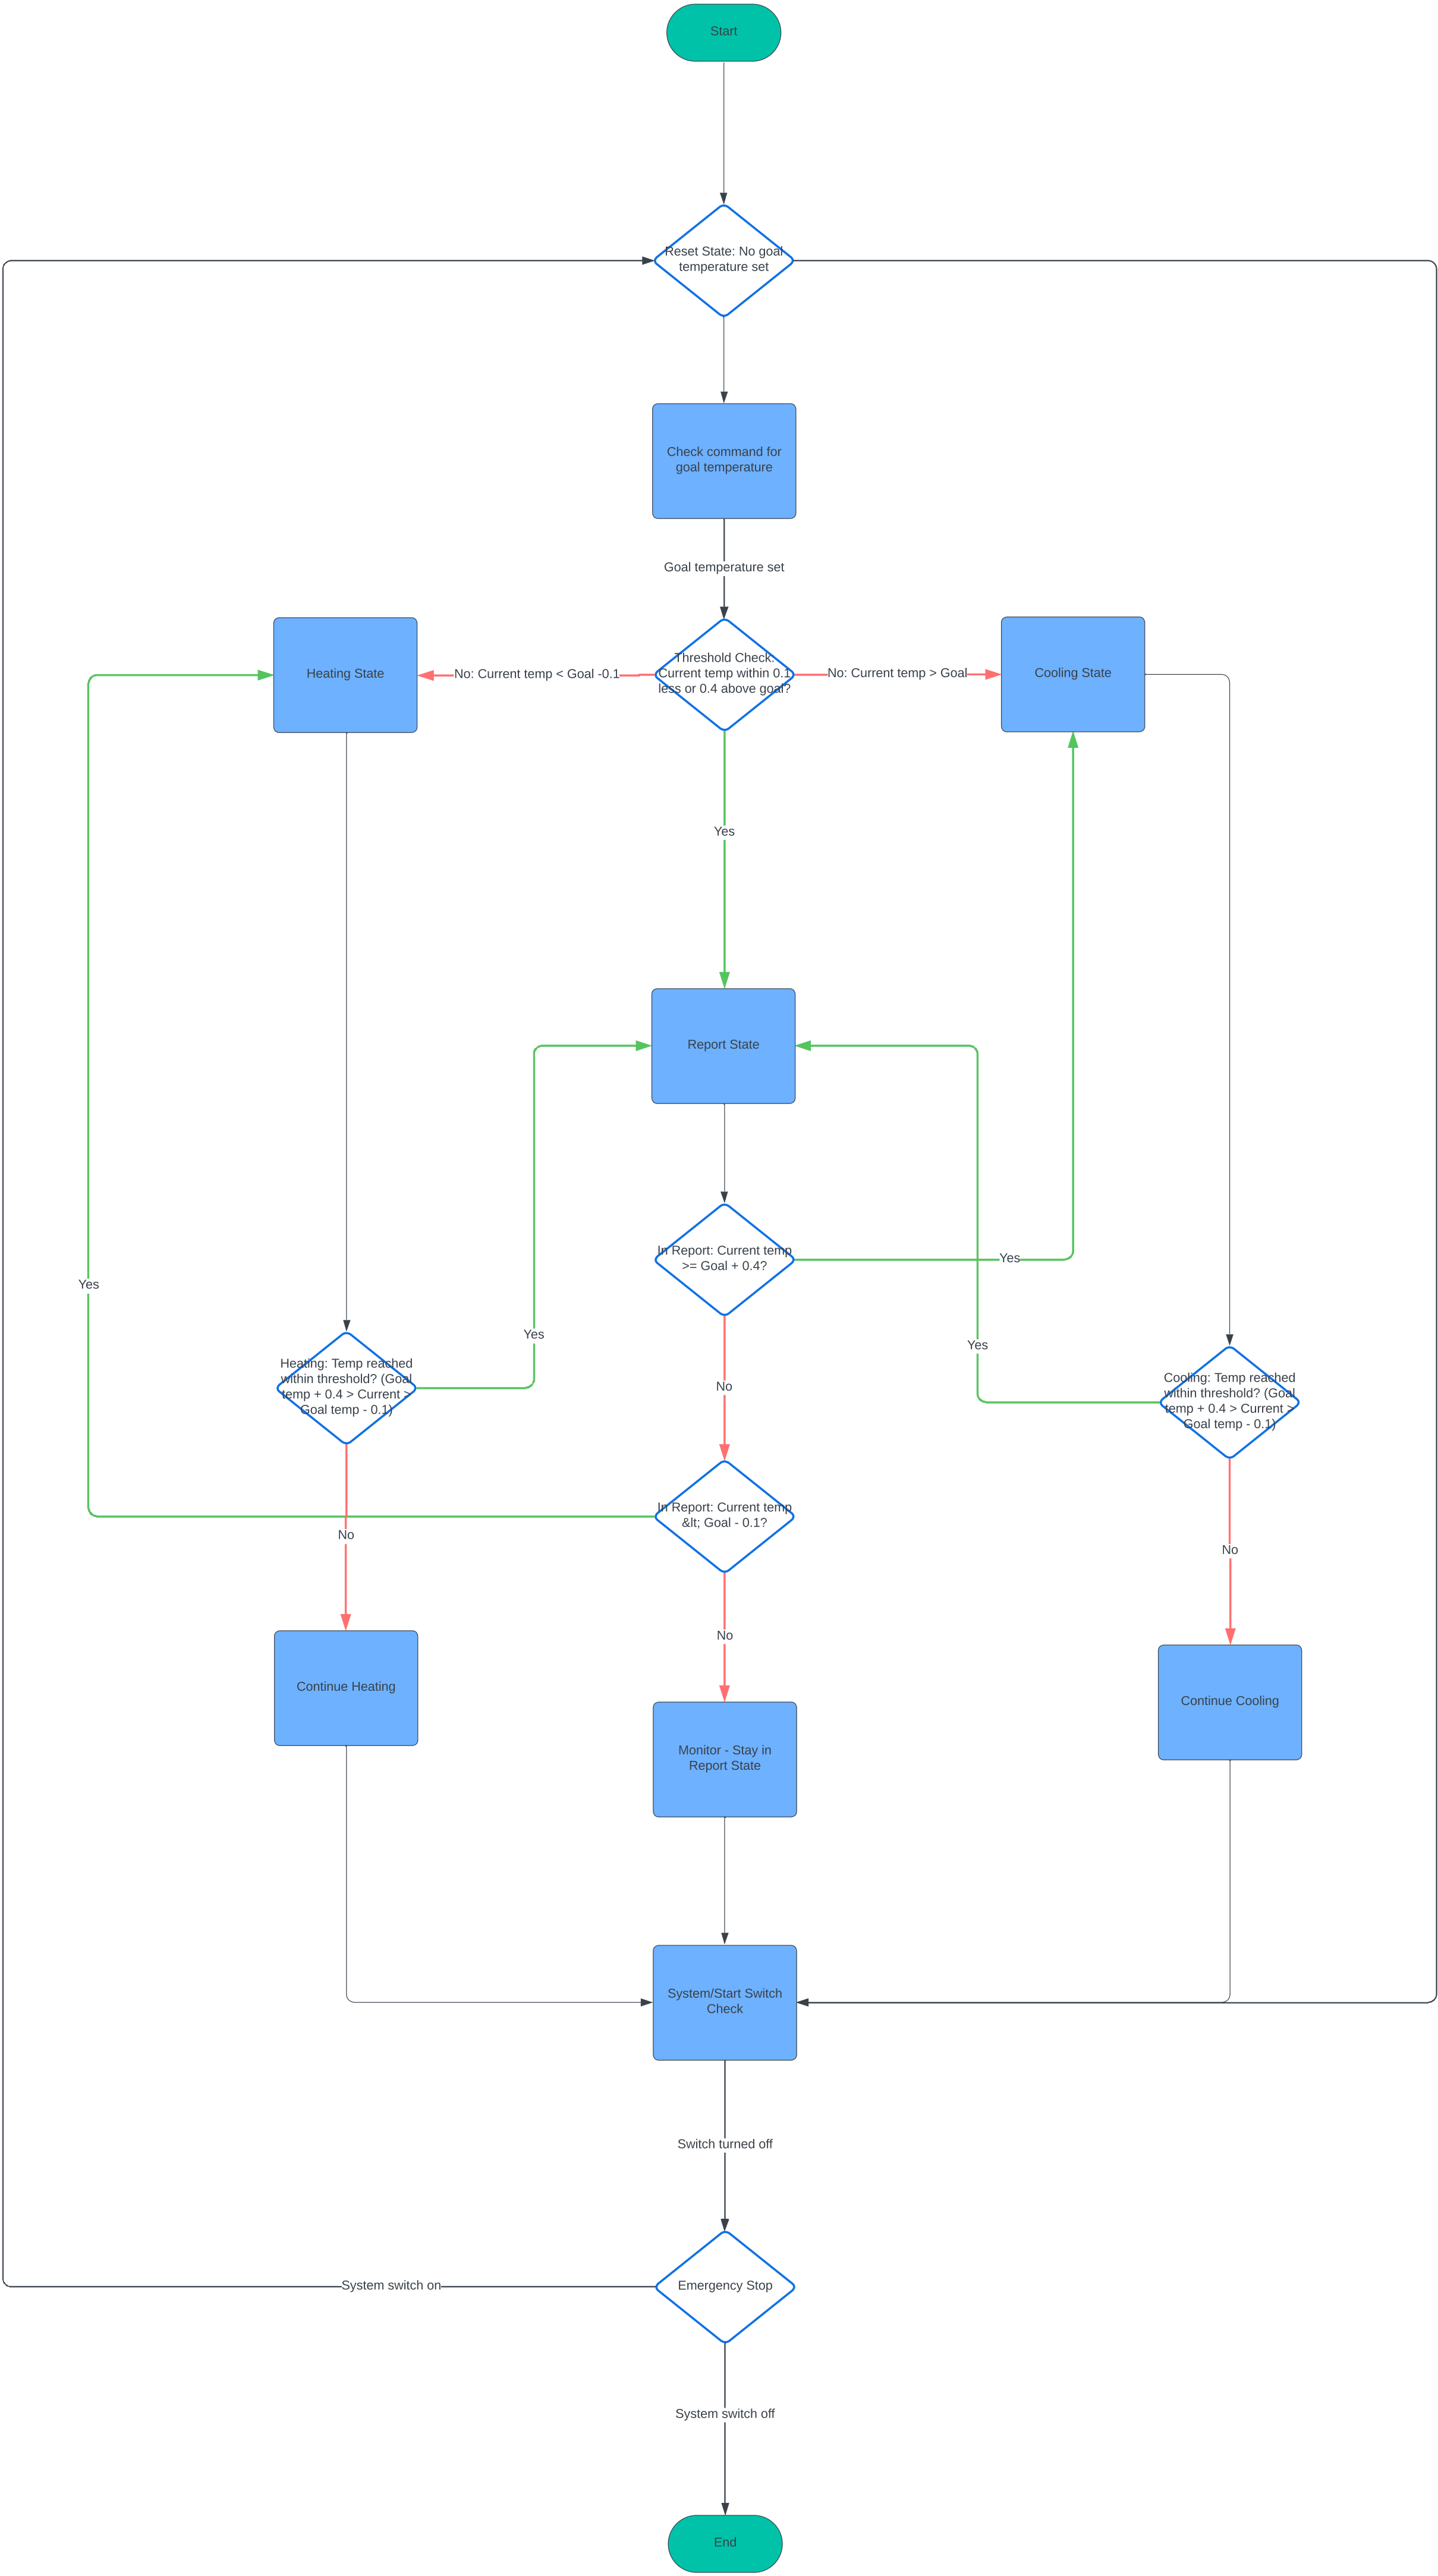 Start
Reset State: No goal
temperature set
Check command for
goal temperature
Goal temperature set
Heating State
No: Current temp < Goal -0.1
Threshold Check:
Current temp within 0.1
less or 0.4 above goal?
No: Current temp > Goal
Cooling State
Yes
Report State
In Report: Current temp
>= Goal + 0.4?
Yes
Yes
Yes
Yes
Heating: Temp reached
within threshold? (Goal
temp + 0.4 > Current >
Goal temp - 0.1)
No
Cooling: Temp reached
within threshold? (Goal
temp + 0.4 > Current >
Goal temp - 0.1)
In Report: Current temp
&lt; Goal - 0.1?
No
No
No
Continue Heating
Monitor - Stay in
Report State
Continue Cooling
System/Start Switch
Check
Switch turned off
System switch on
Emergency Stop
System switch off
End